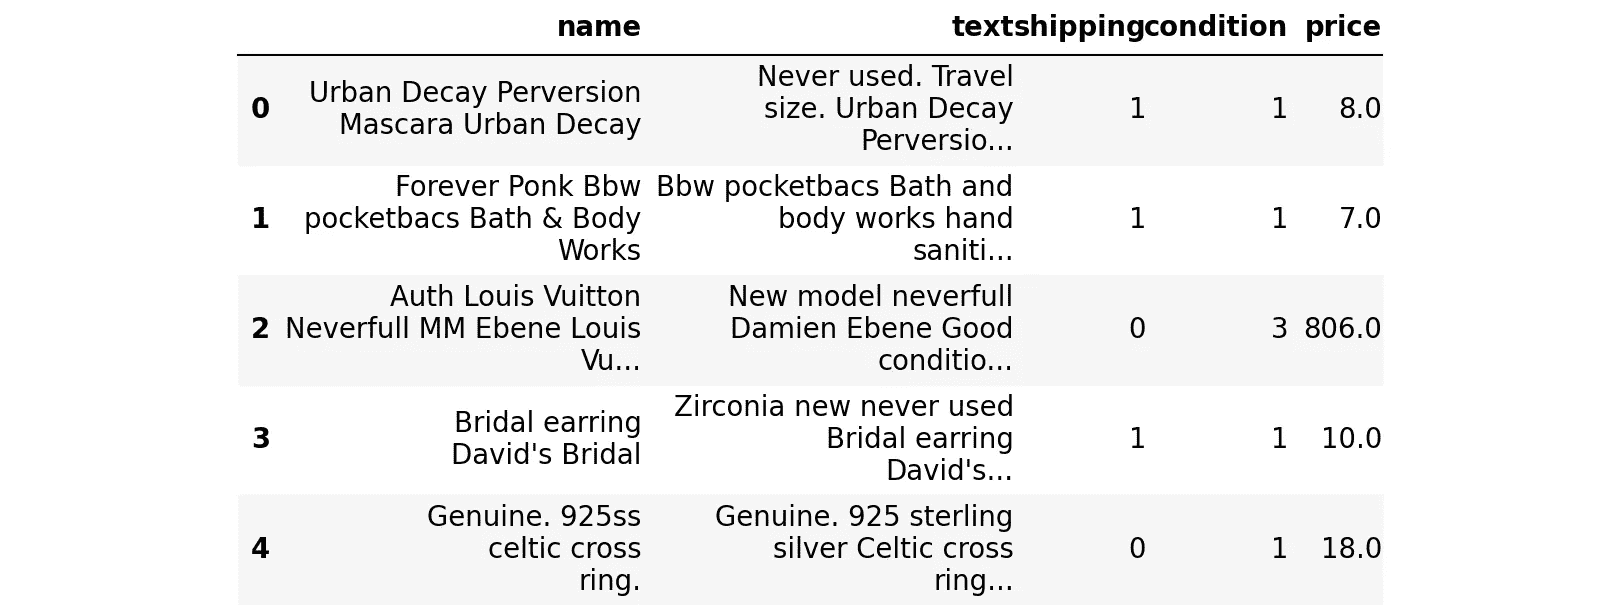 name textshippingcondition price
0 Urban Decay Perversion Mascara Urban Decay Never used. Travel size. Urban Decay Perversio... 1 1 8.0
1 Forever Ponk Bbw pocketbacs Bath & Body Works Bbw pocketbacs Bath and body works hand saniti... 1 1 7.0
2 Auth Louis Vuitton Neverfull MM Ebene Louis Vu... New model neverfull Damien Ebene Good conditio... 0 3 806.0
3 Bridal earring David's Bridal Zirconia new never used Bridal earring David's... 1 1 10.0
4 Genuine. 925ss celtic cross ring. Genuine. 925 sterling silver Celtic cross ring... 0 1 18.0